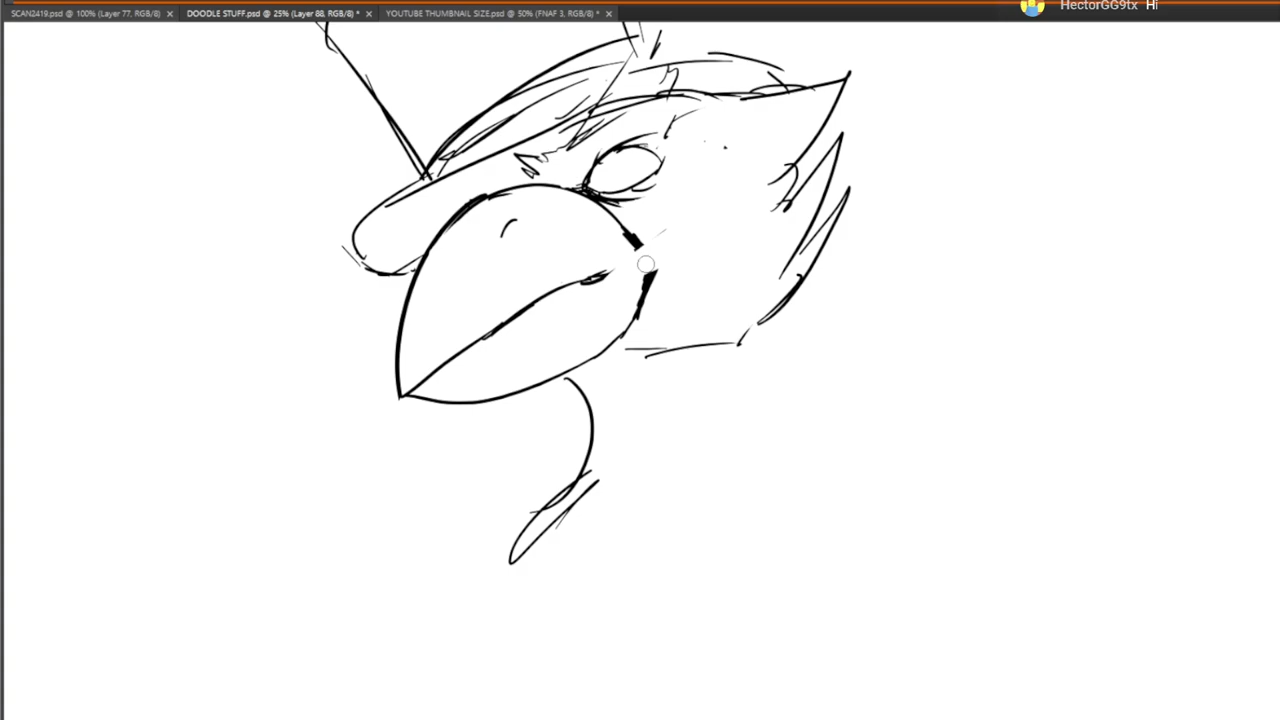 HectorGG9tx Hi
SCAN2419.psd @ 100% (Layer 77, RGB/8) × DOODLE STUFF.psd @ 25% (Layer 88, RGB/8) * × YOUTUBE THUMBNAIL SIZE.psd @ 50% (FNAF 3, RGB/8) * ×